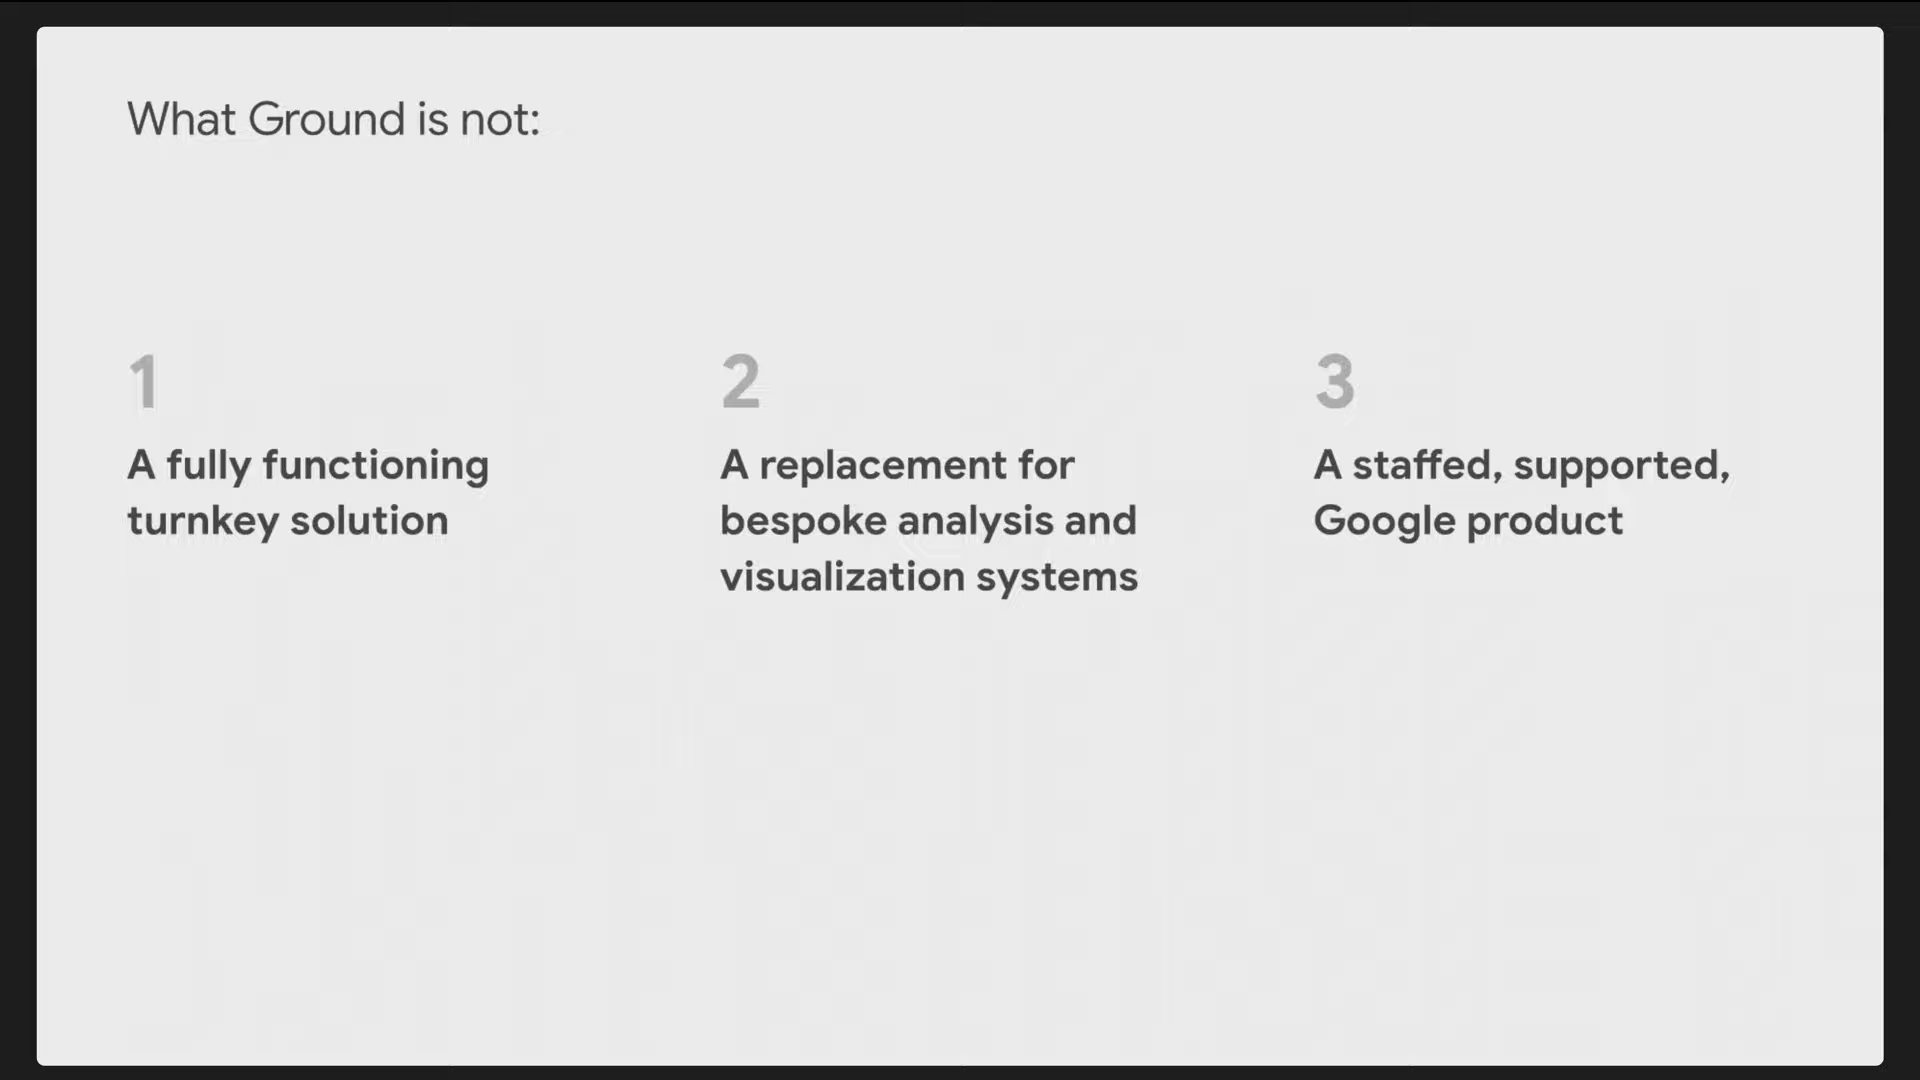 What Ground is not:
1
A fully functioning
turnkey solution
2
A replacement for
bespoke analysis and
visualization systems
3
A staffed, supported,
Google product